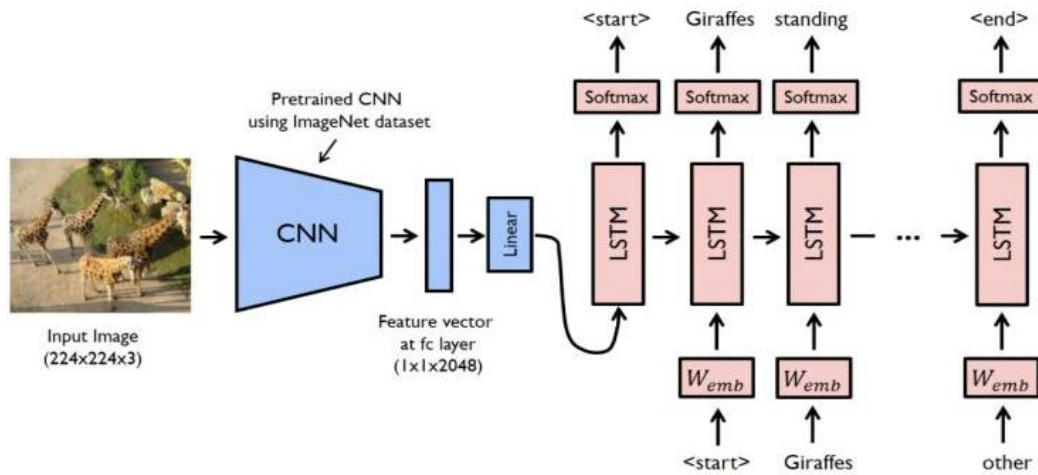 <start> Giraffes standing <end>
Softmax Softmax Softmax Softmax
Pretrained CNN
using ImageNet dataset
CNN
Linear
LSTM LSTM LSTM ... LSTM
Input Image
(224x224x3)
Feature vector
at fc layer
(1x1x2048)
W_emb W_emb W_emb
<start> Giraffes other